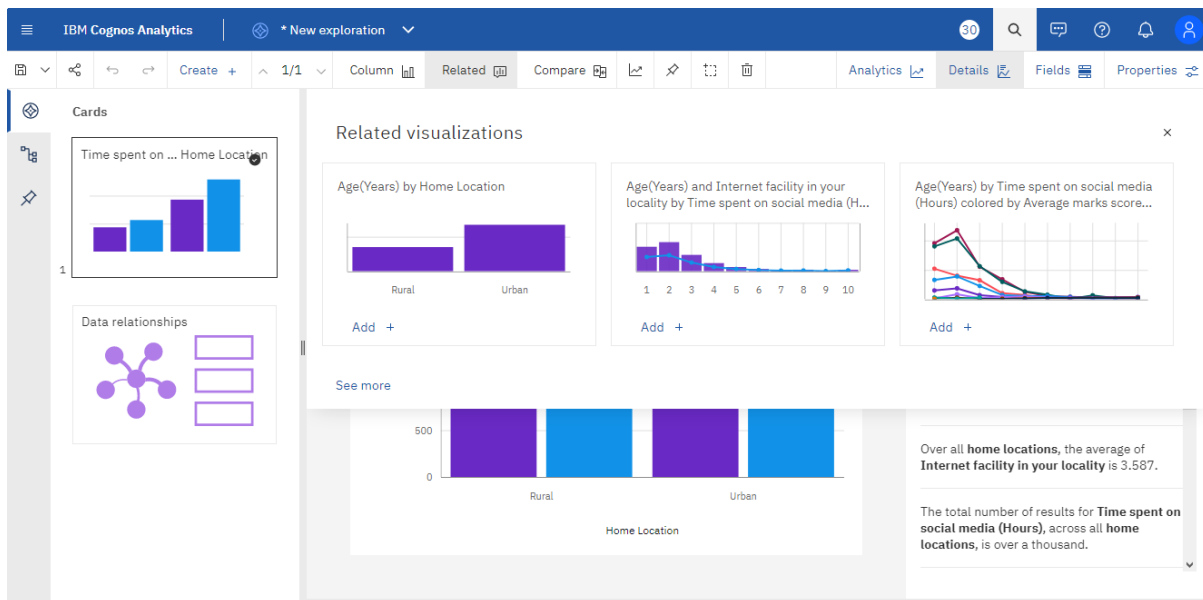 IBM Cognos Analytics
* New exploration
30
Create +
1/1
Column
Related
Compare
Analytics
Details
Fields
Properties
Cards
Time spent on ... Home Location
1
Data relationships
Related visualizations
Age(Years) by Home Location
Rural Urban
Add +
Age(Years) and Internet facility in your
locality by Time spent on social media (H...
1 2 3 4 5 6 7 8 9 10
Add +
Age(Years) by Time spent on social media
(Hours) colored by Average marks score...
Add +
See more
500
0
Rural Urban
Home Location
Over all home locations, the average of
Internet facility in your locality is 3.587.
The total number of results for Time spent on
social media (Hours), across all home
locations, is over a thousand.